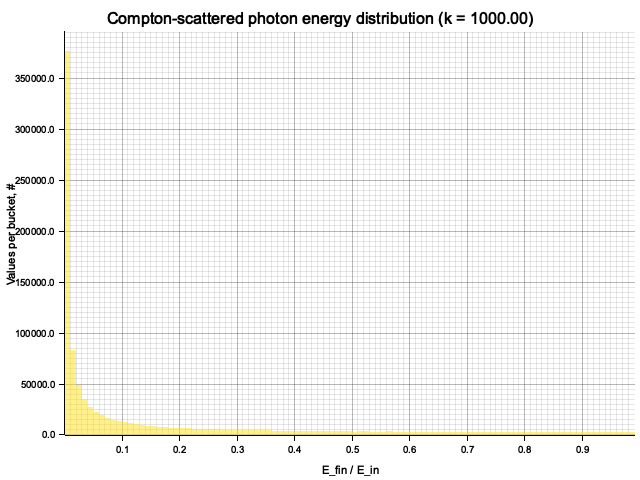 Compton-scattered photon energy distribution (k = 1000.00)
Values per bucket, #
350000.0
300000.0
250000.0
200000.0
150000.0
100000.0
50000.0
0.0
0.1 0.2 0.3 0.4 0.5 0.6 0.7 0.8 0.9
E_fin / E_in